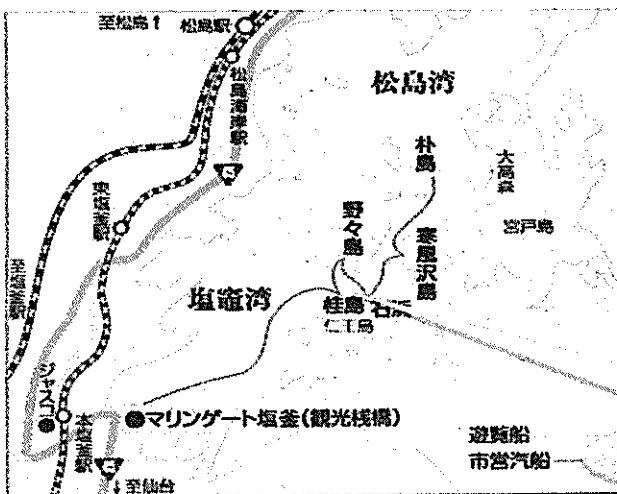 至松島↑
松島駅
松島海岸駅
松島湾
朴島
大高森
東塩釜駅
野々島
宮戸島
寒風沢島
至塩釜駅
塩竈湾
桂島
石浜
仁王島
ジャスコ
本塩釜駅
マリンゲート塩釜(観光桟橋)
遊覧船
市営汽船
↓至仙台